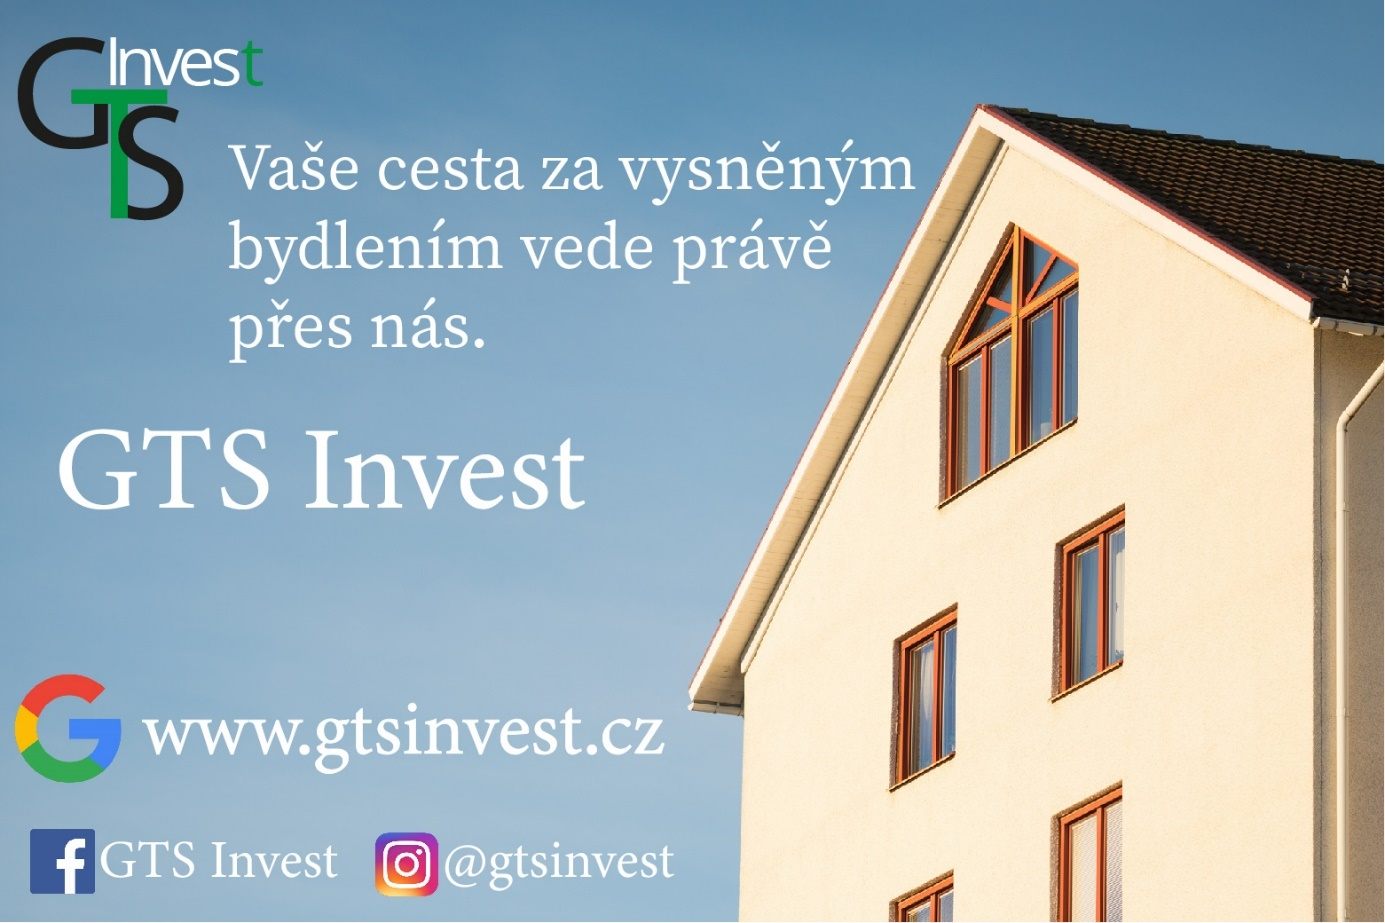 Invest
GTS
Vaše cesta za vysněným
bydlením vede právě
přes nás.
GTS Invest
www.gtsinvest.cz
GTS Invest
@gtsinvest